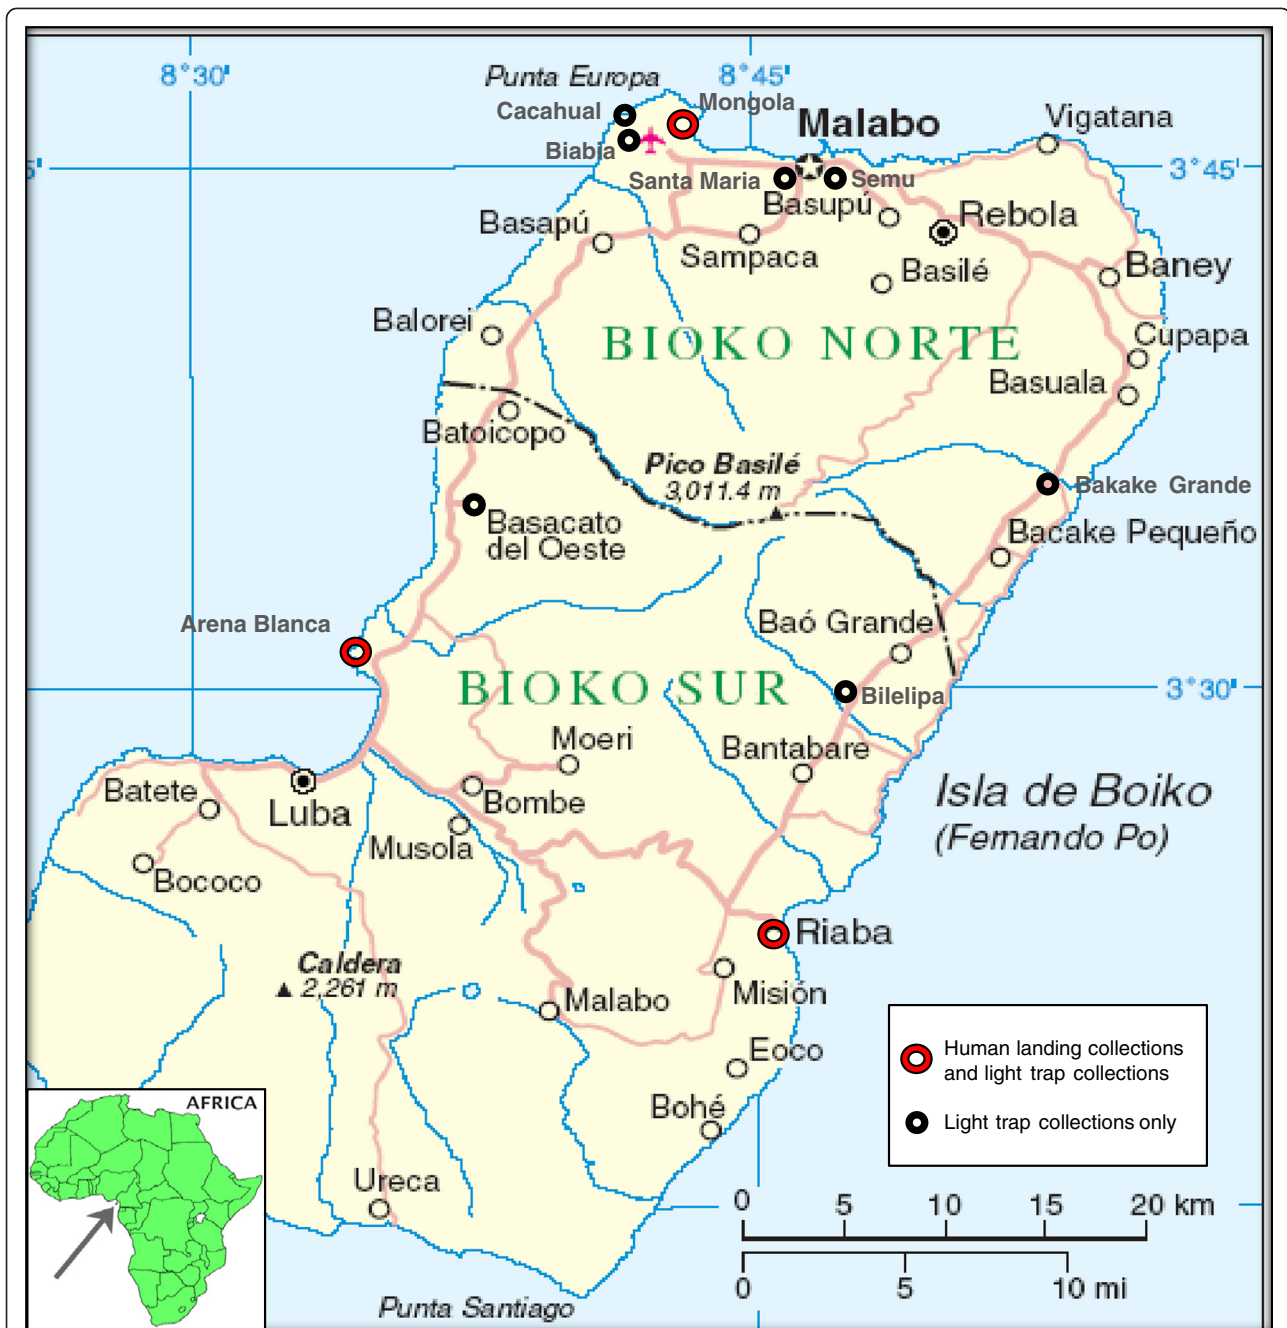 8°30'
Punta Europa
8°45'
Cacahual
Mongola
Malabo
Vigatana
Biabia
5'
3°45'
Santa Maria
Semu
Basupú
Basapú
Rebola
Sampaca
Basilé
Baney
Balorei
BIOKO NORTE
Cupapa
Basuala
Batoicopo
Pico Basilé
3,011.4 m
Bakake Grande
Basacato
del Oeste
Bacake Pequeño
Arena Blanca
Baó Grande
BIOKO SUR
3°30'
Bilelipa
Moeri
Bantabare
Batete
Luba
Bombe
Isla de Boiko
(Fernando Po)
Musola
Bococo
Riaba
Caldera
2,261 m
Misión
Malabo
Eoco
Human landing collections
and light trap collections
Bohé
Light trap collections only
AFRICA
Ureca
0 5 10 15 20 km
0 5 10 mi
Punta Santiago